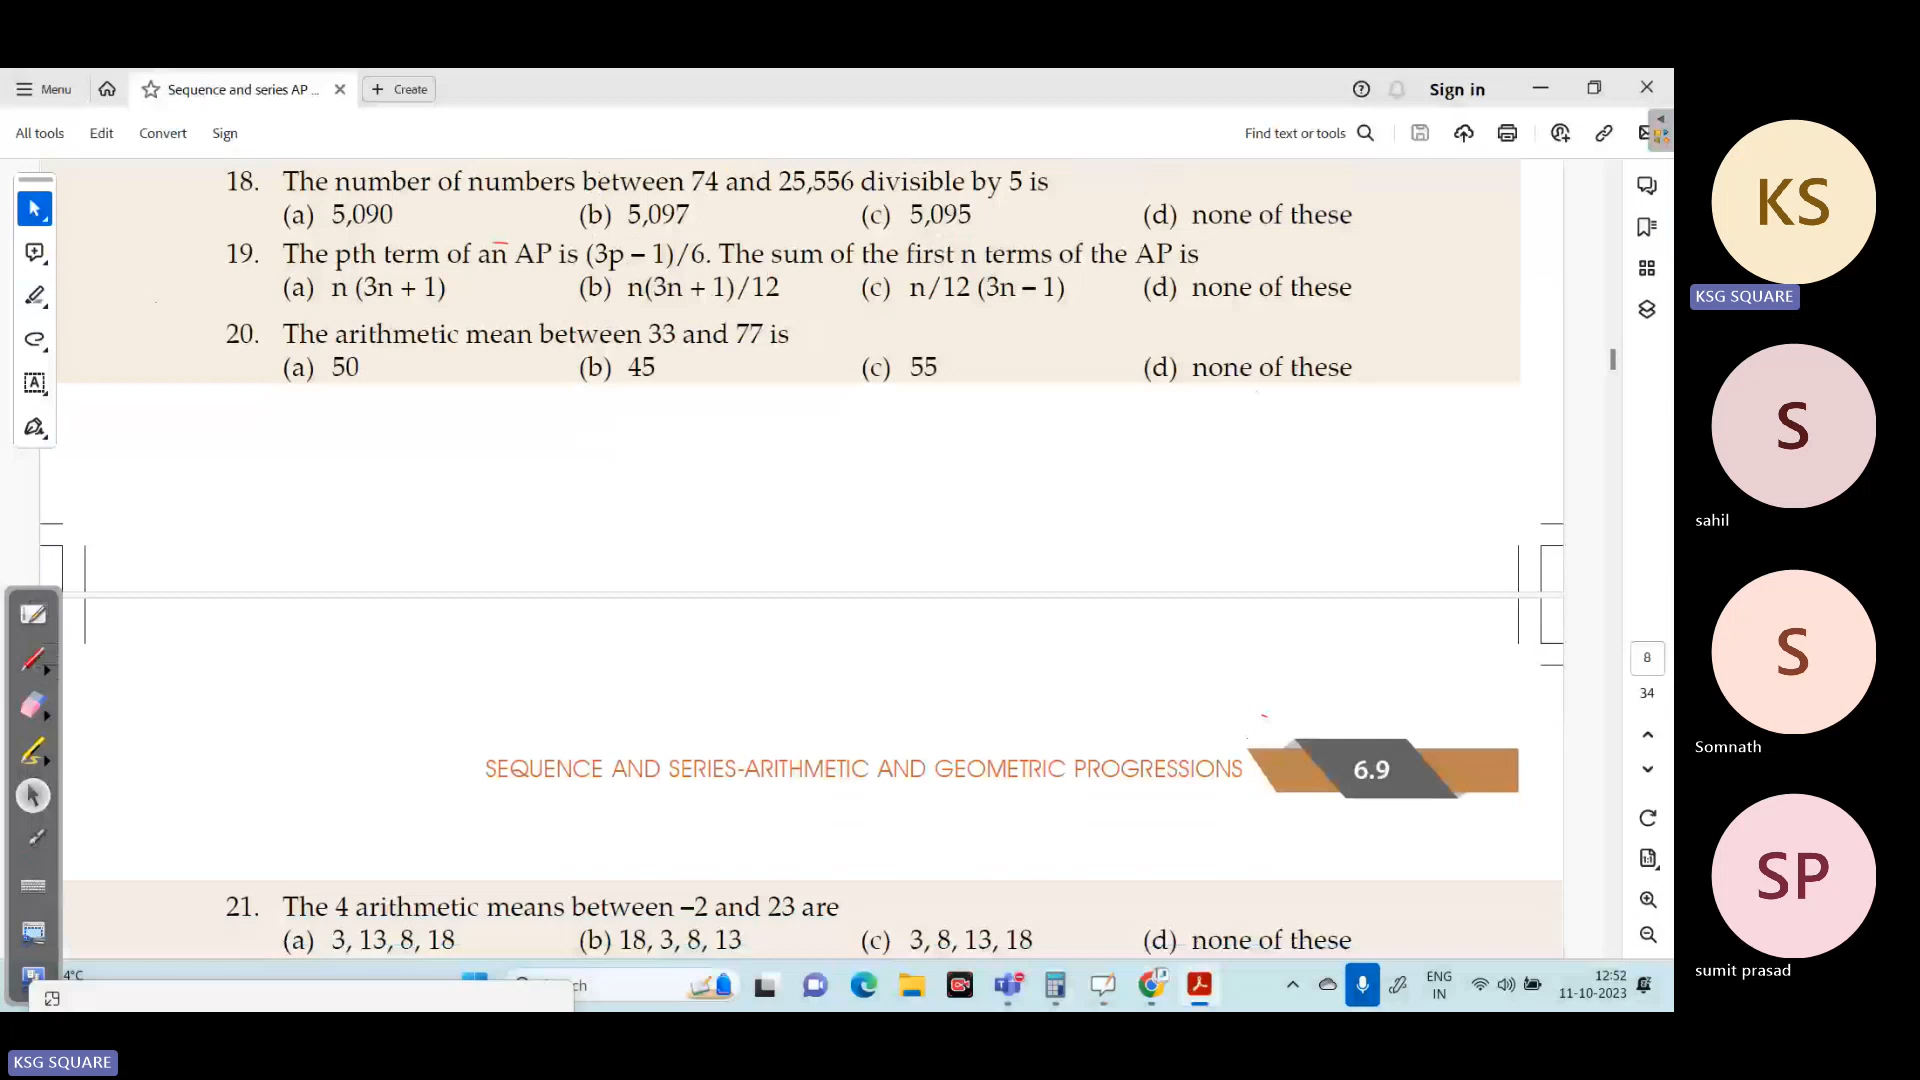 Menu
Sequence and series AP ...
Create
Sign in
All tools
Edit
Convert
Sign
Find text or tools
18. The number of numbers between 74 and 25,556 divisible by 5 is
(a) 5,090 (b) 5,097 (c) 5,095 (d) none of these
19. The pth term of an AP is (3p – 1)/6. The sum of the first n terms of the AP is
(a) n (3n + 1) (b) n(3n + 1)/12 (c) n/12 (3n – 1) (d) none of these
20. The arithmetic mean between 33 and 77 is
(a) 50 (b) 45 (c) 55 (d) none of these
8
34
SEQUENCE AND SERIES-ARITHMETIC AND GEOMETRIC PROGRESSIONS 6.9
21. The 4 arithmetic means between –2 and 23 are
(a) 3, 13, 8, 18 (b) 18, 3, 8, 13 (c) 3, 8, 13, 18 (d) none of these
4°C
ENG
IN
12:52
11-10-2023
KS
KSG SQUARE
S
sahil
S
Somnath
SP
sumit prasad
KSG SQUARE